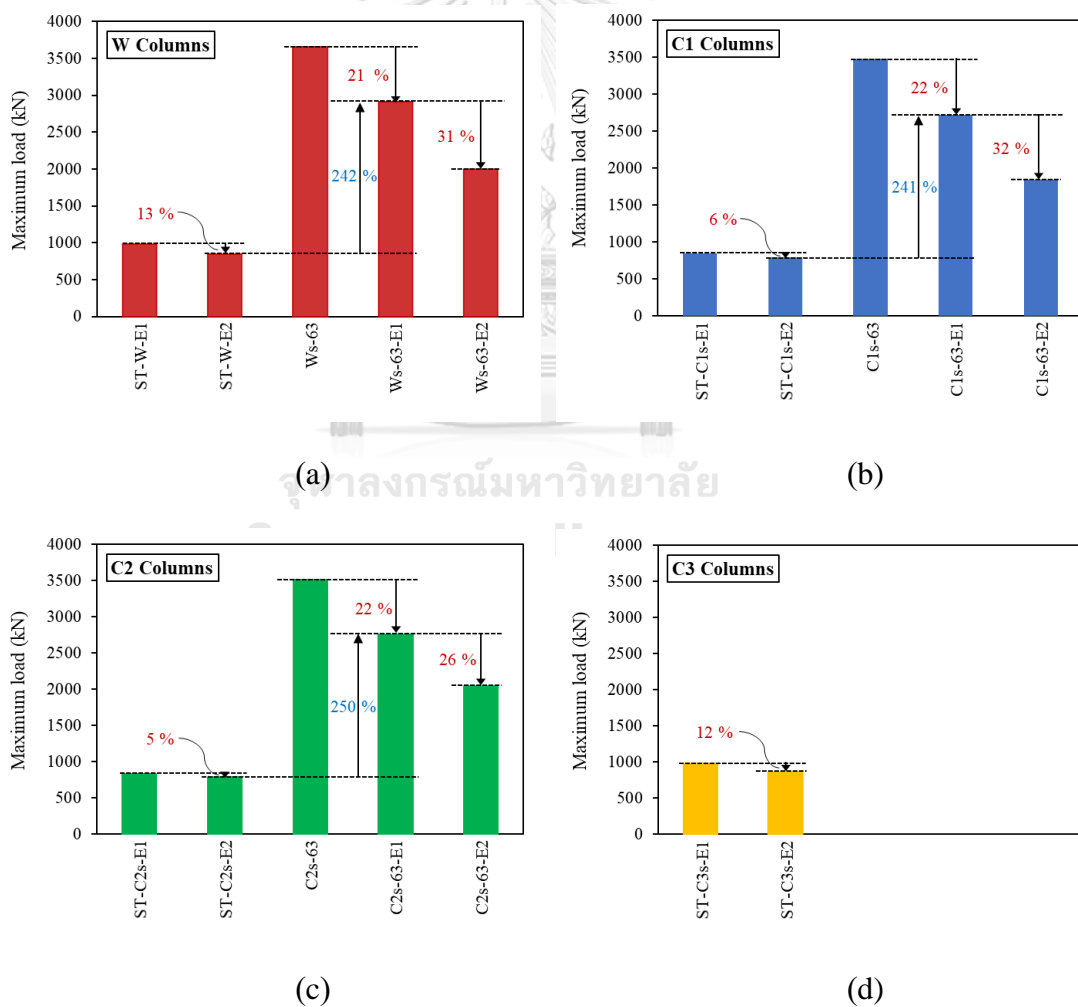 W Columns
Maximum load (kN)
4000
3500
3000
2500
2000
1500
1000
500
0
13 %
21 %
31 %
242 %
ST-W-E1
ST-W-E2
Ws-63
Ws-63-E1
Ws-63-E2
(a)
C1 Columns
Maximum load (kN)
4000
3500
3000
2500
2000
1500
1000
500
0
6 %
22 %
32 %
241 %
ST-C1s-E1
ST-C1s-E2
C1s-63
C1s-63-E1
C1s-63-E2
(b)
จุฬาลงกรณ์มหาวิทยาลัย
C2 Columns
Maximum load (kN)
4000
3500
3000
2500
2000
1500
1000
500
0
5 %
22 %
26 %
250 %
ST-C2s-E1
ST-C2s-E2
C2s-63
C2s-63-E1
C2s-63-E2
(c)
C3 Columns
Maximum load (kN)
4000
3500
3000
2500
2000
1500
1000
500
0
12 %
ST-C3s-E1
ST-C3s-E2
(d)